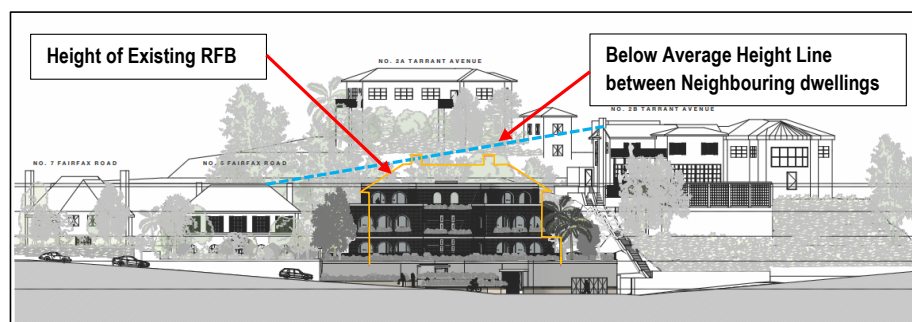 Height of Existing RFB
Below Average Height Line
between Neighbouring dwellings
NO. 2A TARRANT AVENUE
NO. 2B TARRANT AVENUE
NO. 7 FAIRFAX ROAD
NO. 5 FAIRFAX ROAD